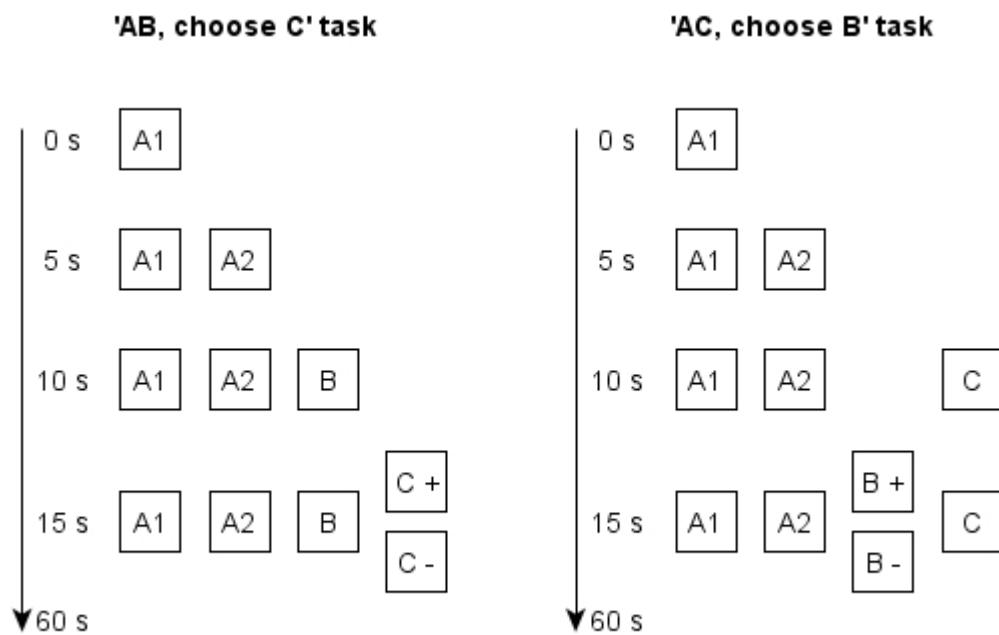 'AB, choose C' task
0 s A1
5 s A1 A2
10 s A1 A2 B
C +
15 s A1 A2 B
C -
60 s
'AC, choose B' task
0 s A1
5 s A1 A2
10 s A1 A2 C
B +
15 s A1 A2 C
B -
60 s